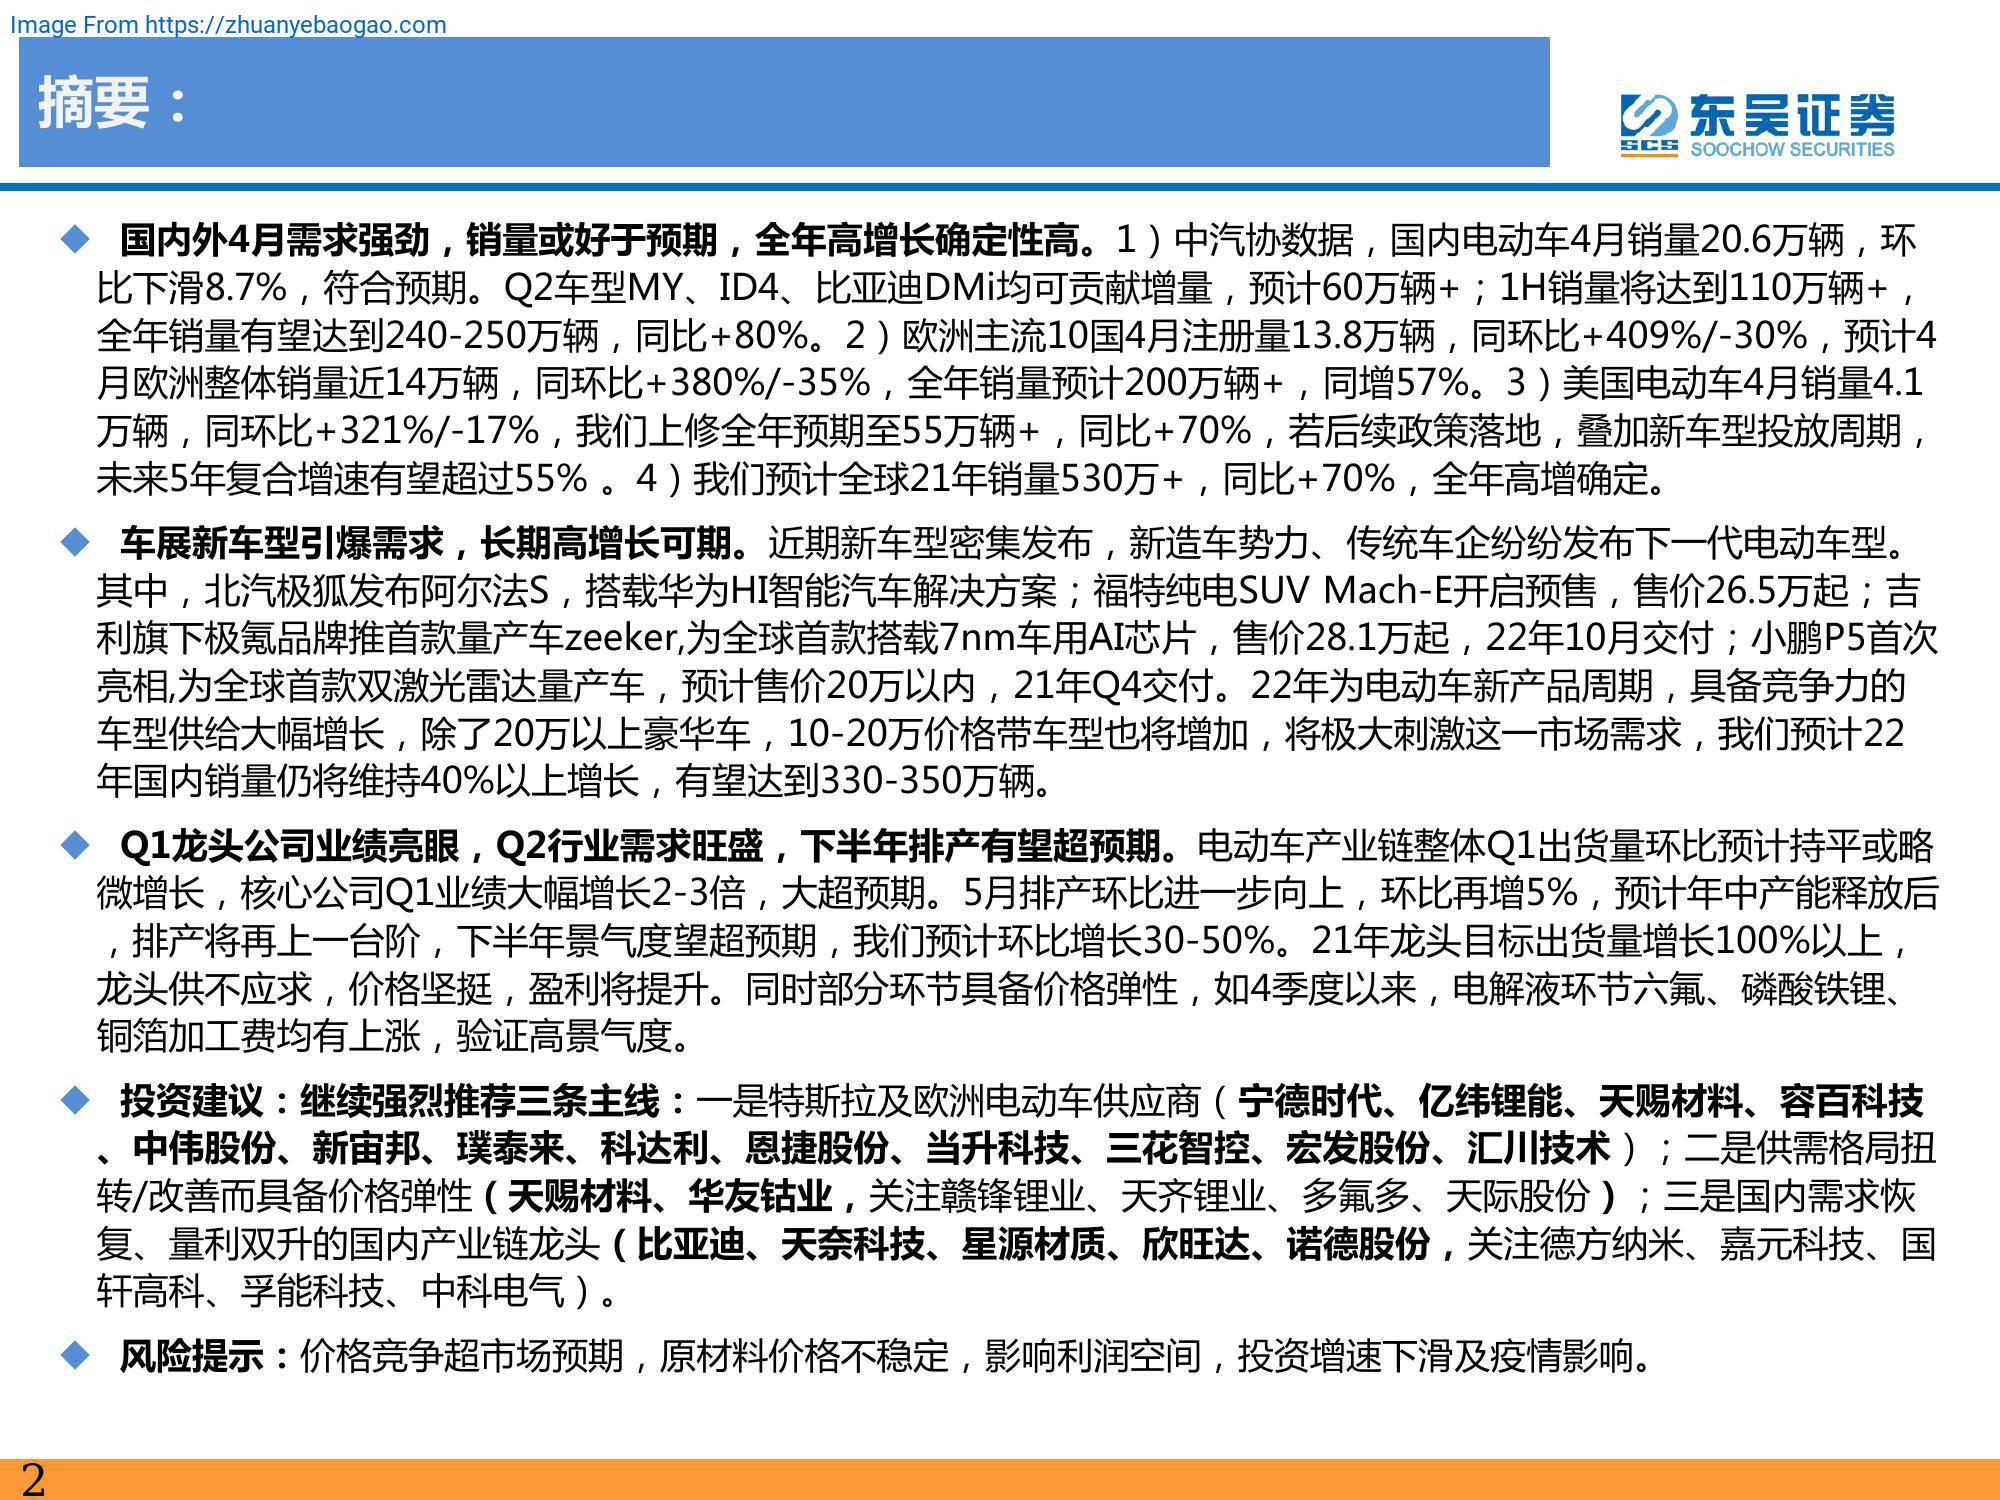 Image From https://zhuanyebaogao.com
摘要：
东吴证券
SCS
SOOCHOW SECURITIES
国内外4月需求强劲，销量或好于预期，全年高增长确定性高。1）中汽协数据，国内电动车4月销量20.6万辆，环
比下滑8.7%，符合预期。Q2车型MY、ID4、比亚迪DMi均可贡献增量，预计60万辆+；1H销量将达到110万辆+，
全年销量有望达到240-250万辆，同比+80%。2）欧洲主流10国4月注册量13.8万辆，同环比+409%/-30%，预计4
月欧洲整体销量近14万辆，同环比+380%/-35%，全年销量预计200万辆+，同增57%。3）美国电动车4月销量4.1
万辆，同环比+321%/-17%，我们上修全年预期至55万辆+，同比+70%，若后续政策落地，叠加新车型投放周期，
未来5年复合增速有望超过55% 。4）我们预计全球21年销量530万+，同比+70%，全年高增确定。
车展新车型引爆需求，长期高增长可期。近期新车型密集发布，新造车势力、传统车企纷纷发布下一代电动车型。
其中，北汽极狐发布阿尔法S，搭载华为HI智能汽车解决方案；福特纯电SUV Mach-E开启预售，售价26.5万起；吉
利旗下极氪品牌推首款量产车zeeker,为全球首款搭载7nm车用AI芯片，售价28.1万起，22年10月交付；小鹏P5首次
亮相,为全球首款双激光雷达量产车，预计售价20万以内，21年Q4交付。22年为电动车新产品周期，具备竞争力的
车型供给大幅增长，除了20万以上豪华车，10-20万价格带车型也将增加，将极大刺激这一市场需求，我们预计22
年国内销量仍将维持40%以上增长，有望达到330-350万辆。
Q1龙头公司业绩亮眼，Q2行业需求旺盛，下半年排产有望超预期。电动车产业链整体Q1出货量环比预计持平或略
微增长，核心公司Q1业绩大幅增长2-3倍，大超预期。5月排产环比进一步向上，环比再增5%，预计年中产能释放后
，排产将再上一台阶，下半年景气度望超预期，我们预计环比增长30-50%。21年龙头目标出货量增长100%以上，
龙头供不应求，价格坚挺，盈利将提升。同时部分环节具备价格弹性，如4季度以来，电解液环节六氟、磷酸铁锂、
铜箔加工费均有上涨，验证高景气度。
投资建议：继续强烈推荐三条主线：一是特斯拉及欧洲电动车供应商（宁德时代、亿纬锂能、天赐材料、容百科技
、中伟股份、新宙邦、璞泰来、科达利、恩捷股份、当升科技、三花智控、宏发股份、汇川技术）；二是供需格局扭
转/改善而具备价格弹性（天赐材料、华友钴业，关注赣锋锂业、天齐锂业、多氟多、天际股份）；三是国内需求恢
复、量利双升的国内产业链龙头（比亚迪、天奈科技、星源材质、欣旺达、诺德股份，关注德方纳米、嘉元科技、国
轩高科、孚能科技、中科电气）。
风险提示：价格竞争超市场预期，原材料价格不稳定，影响利润空间，投资增速下滑及疫情影响。
2